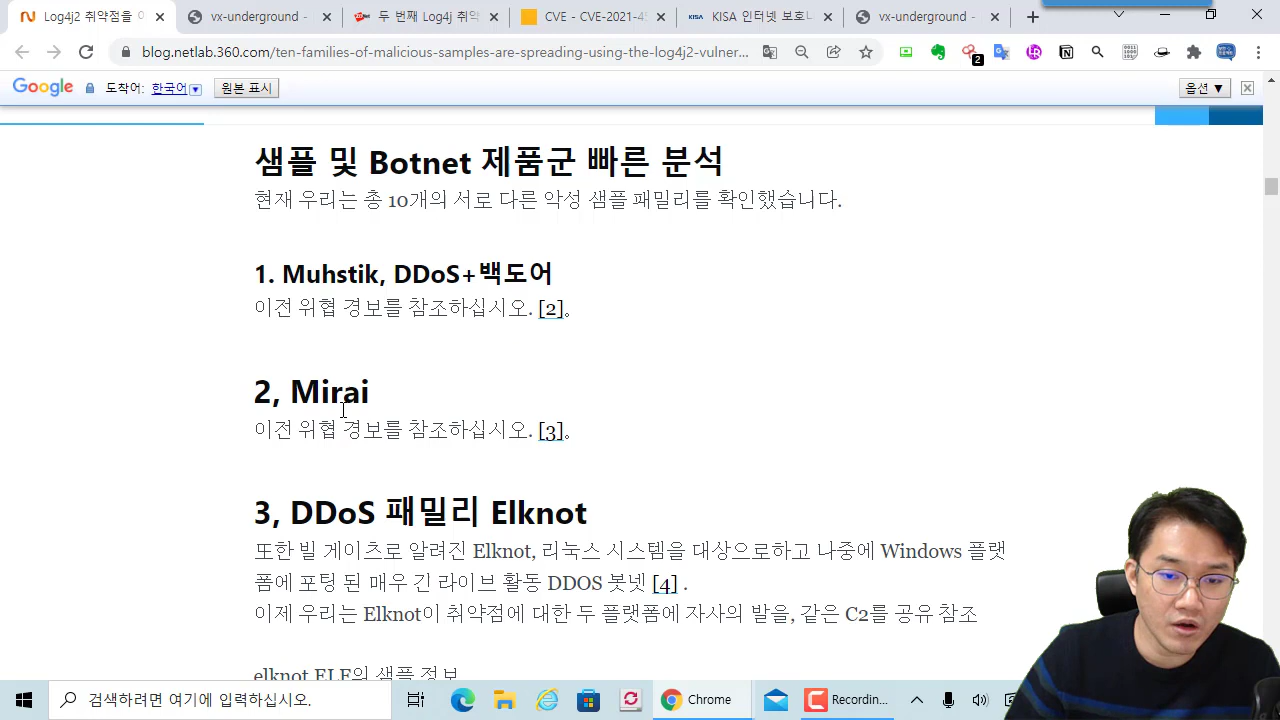 Log4j2 취약점을 이
vx-underground -
두 번째 Log4j 취약
CVE - CVE-2021-4
KISA 인터넷 보호나
vx-underground -
blog.netlab.360.com/ten-families-of-malicious-samples-are-spreading-using-the-log4j2-vulner...
2
Google 도착어: 한국어 원본 표시 옵션 ▼
샘플 및 Botnet 제품군 빠른 분석
현재 우리는 총 10개의 서로 다른 악성 샘플 패밀리를 확인했습니다.
1. Muhstik, DDoS+백도어
이전 위협 경보를 참조하십시오. [2]。
2, Mirai
이전 위협 경보를 참조하십시오. [3]。
3, DDoS 패밀리 Elknot
또한 빌 게이츠로 알려진 Elknot, 리눅스 시스템을 대상으로하고 나중에 Windows 플랫
폼에 포팅 된 매우 긴 라이브 활동 DDOS 봇넷 [4] .
이제 우리는 Elknot이 취약점에 대한 두 플랫폼에 자사의 발을, 같은 C2를 공유 참조
elknot ELF의 샘플 정보
검색하려면 여기에 입력하십시오.
Chrome
Recordin...